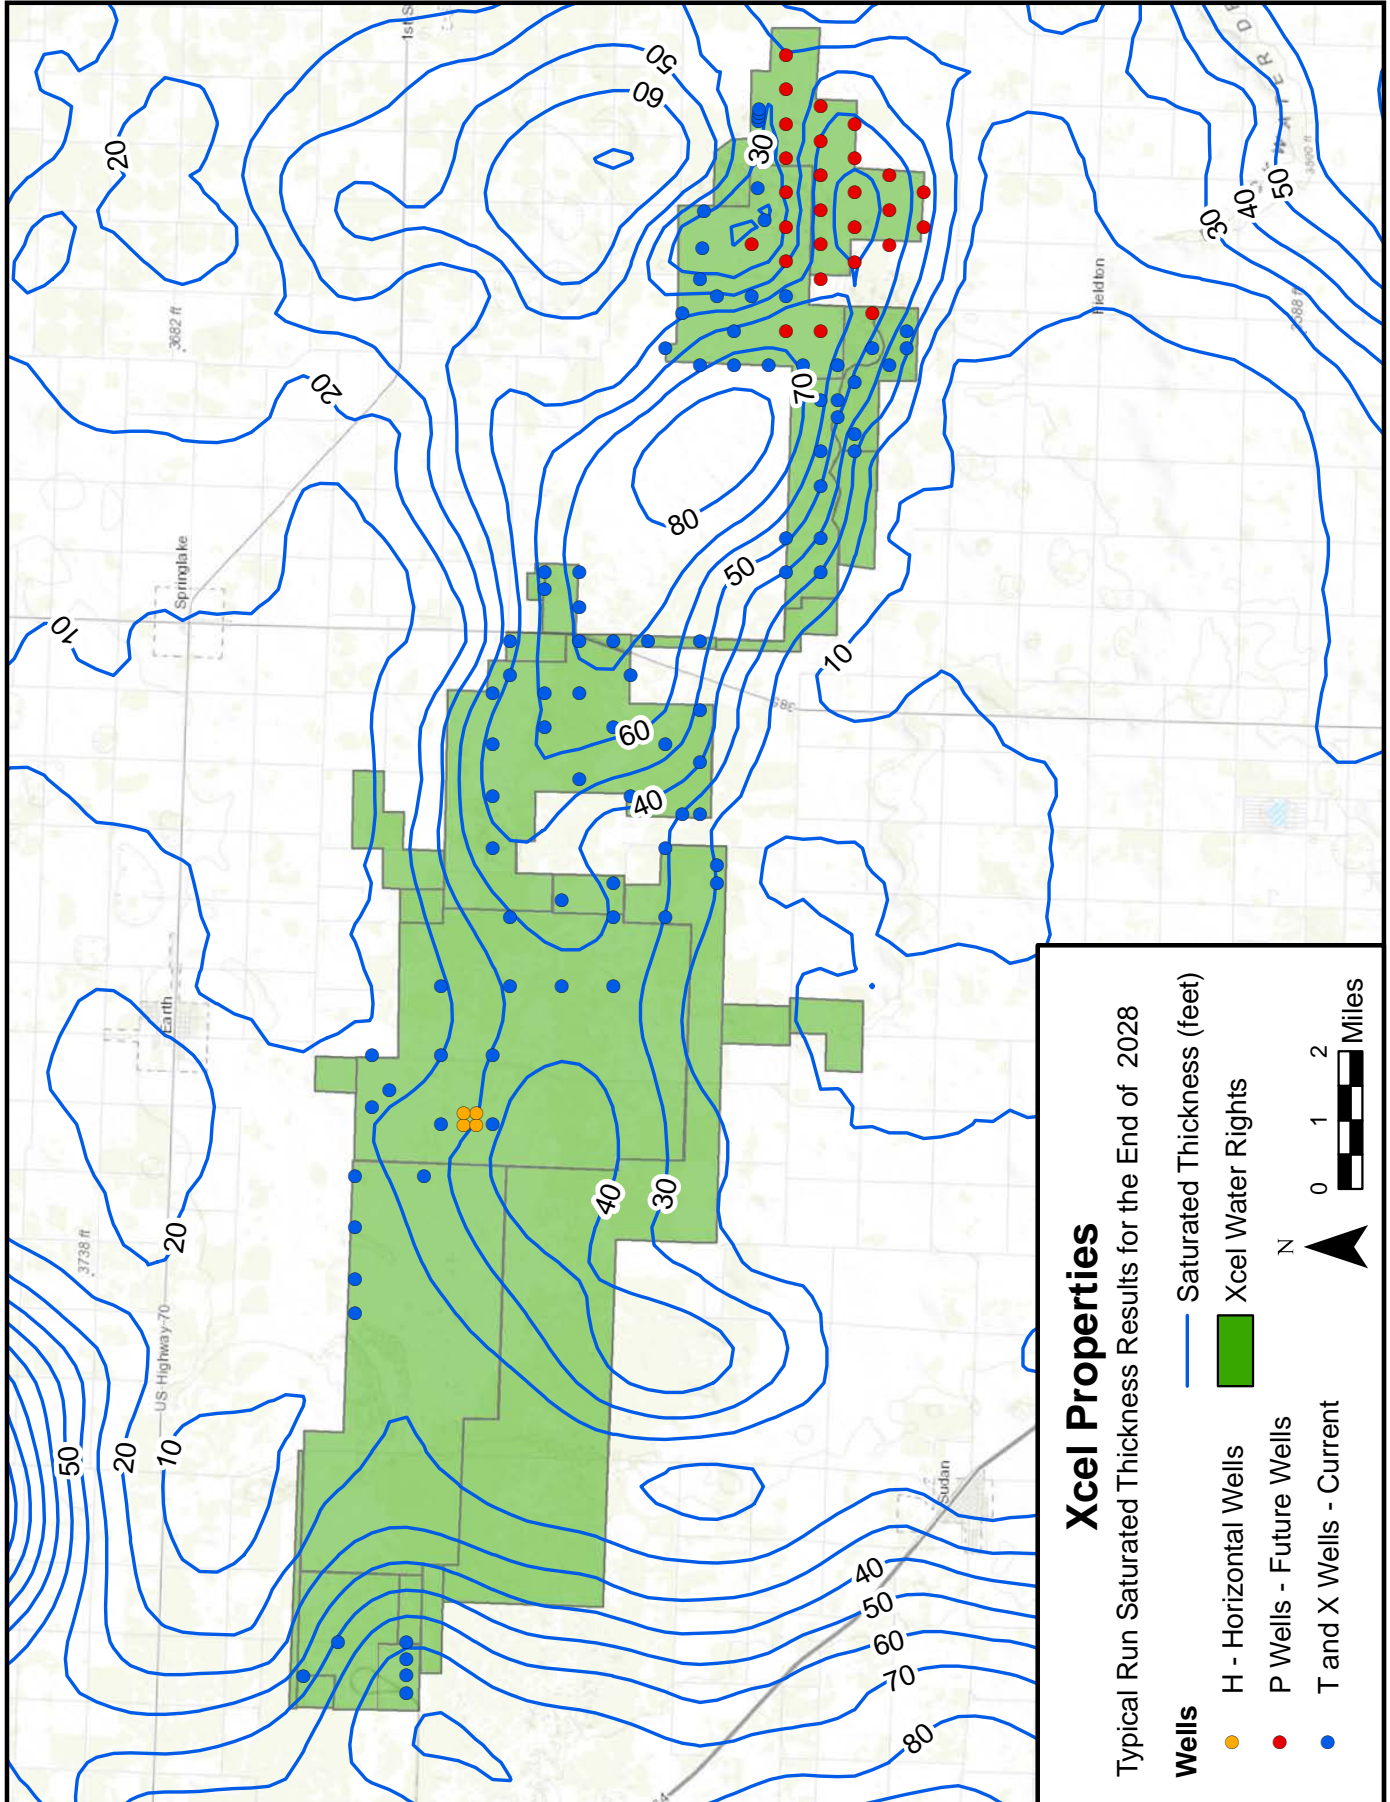 Xcel Properties
Typical Run Saturated Thickness Results for the End of 2028
Wells
H - Horizontal Wells
P Wells - Future Wells
T and X Wells - Current
Saturated Thickness (feet)
Xcel Water Rights
N
0 1 2
Miles
3738 ft
US Highway-70
Earth
Springlake
3682 ft
1st S
Sudan
385
Fieldton
50
20
10
20
10
20
20
50
60
30
70
80
50
60
40
10
40
30
40
50
60
70
80
30
40
50